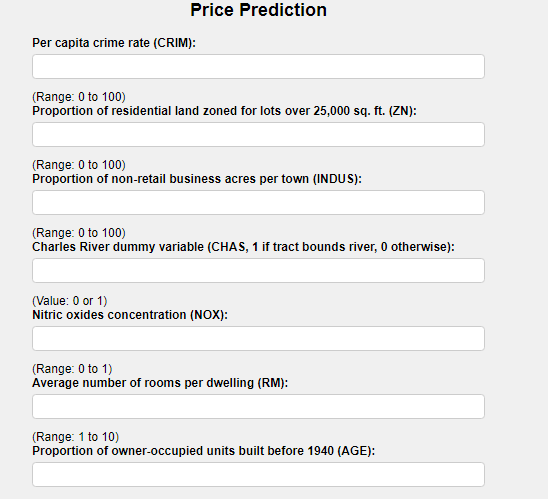 Price Prediction
Per capita crime rate (CRIM):
(Range: 0 to 100)
Proportion of residential land zoned for lots over 25,000 sq. ft. (ZN):
(Range: 0 to 100)
Proportion of non-retail business acres per town (INDUS):
(Range: 0 to 100)
Charles River dummy variable (CHAS, 1 if tract bounds river, 0 otherwise):
(Value: 0 or 1)
Nitric oxides concentration (NOX):
(Range: 0 to 1)
Average number of rooms per dwelling (RM):
(Range: 1 to 10)
Proportion of owner-occupied units built before 1940 (AGE):